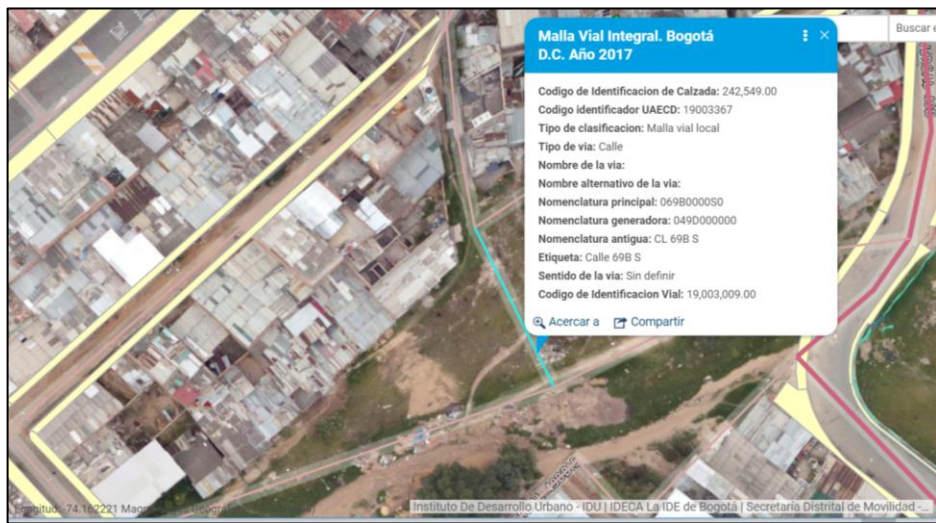 Malla Vial Integral. Bogotá
D.C. Año 2017
Buscar e
Codigo de Identificacion de Calzada: 242,549.00
Codigo identificador UAECD: 19003367
Tipo de clasificacion: Malla vial local
Tipo de via: Calle
Nombre de la via:
Nombre alternativo de la via:
Nomenclatura principal: 069B0000S0
Nomenclatura generadora: 049D000000
Nomenclatura antigua: CL 69B S
Etiqueta: Calle 69B S
Sentido de la via: Sin definir
Codigo de Identificacion Vial: 19,003,009.00
Acercar a Compartir
Longitud: -74.162221
Instituto De Desarrollo Urbano - IDU | IDECA La IDE de Bogotá | Secretaría Distrital de Movilidad -...